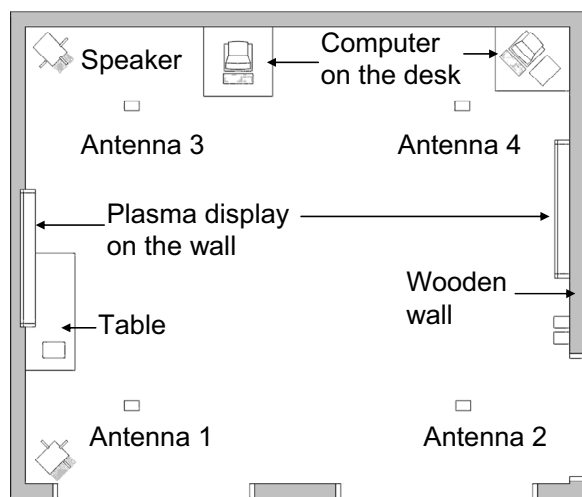 Speaker
Computer
on the desk
Antenna 3
Antenna 4
Plasma display
on the wall
Wooden
wall
Table
Antenna 1
Antenna 2